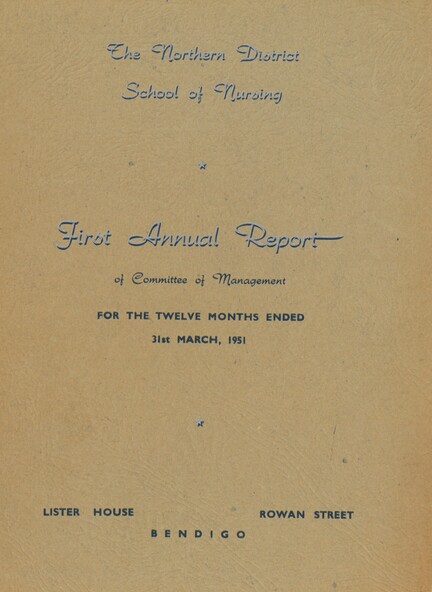 The Northern District
School of Nursing
First Annual Report
of Committee of Management
FOR THE TWELVE MONTHS ENDED
31st MARCH, 1951
LISTER HOUSE
ROWAN STREET
BENDIGO